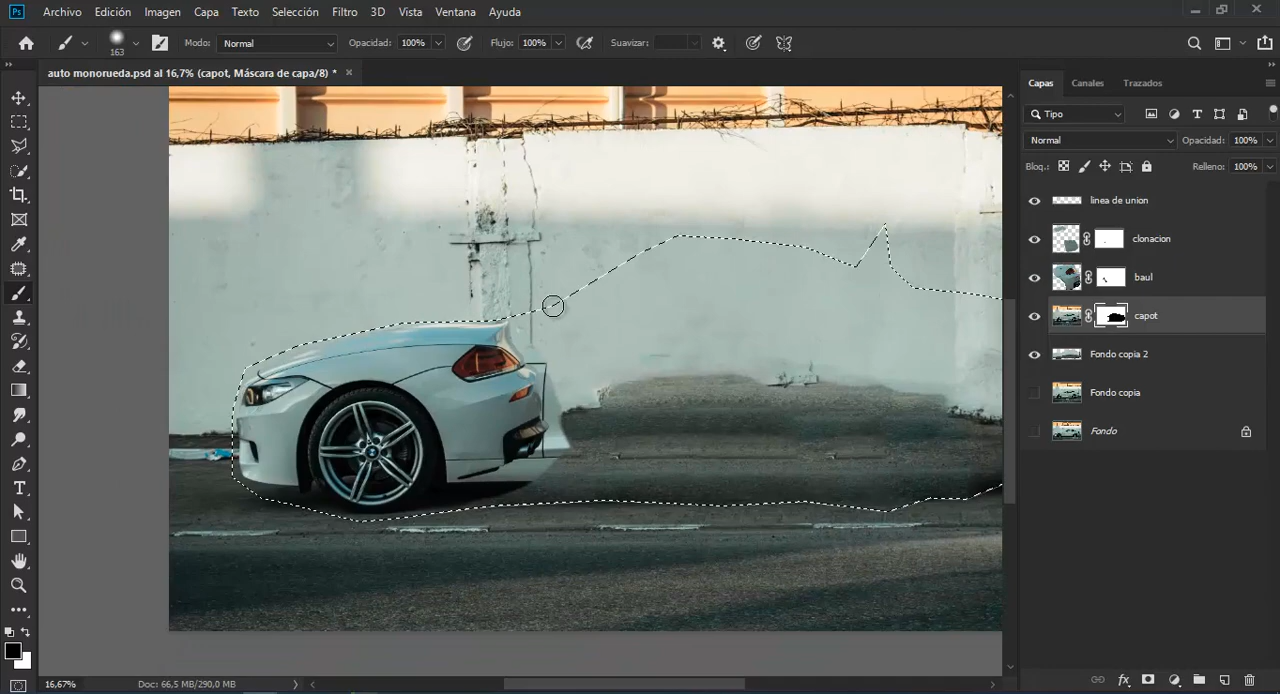 Ps Archivo Edición Imagen Capa Texto Selección Filtro 3D Vista Ventana Ayuda
163 Modo: Normal Opacidad: 100% Flujo: 100% Suavizar:
auto monorueda.psd al 16,7% (capot, Máscara de capa/8) * ×
Capas Canales Trazados
Tipo
Normal Opacidad: 100%
Bloq.: Relleno: 100%
linea de union
clonacion
baul
capot
Fondo copia 2
Fondo copia
Fondo
16,67% Doc: 66,5 MB/290,0 MB